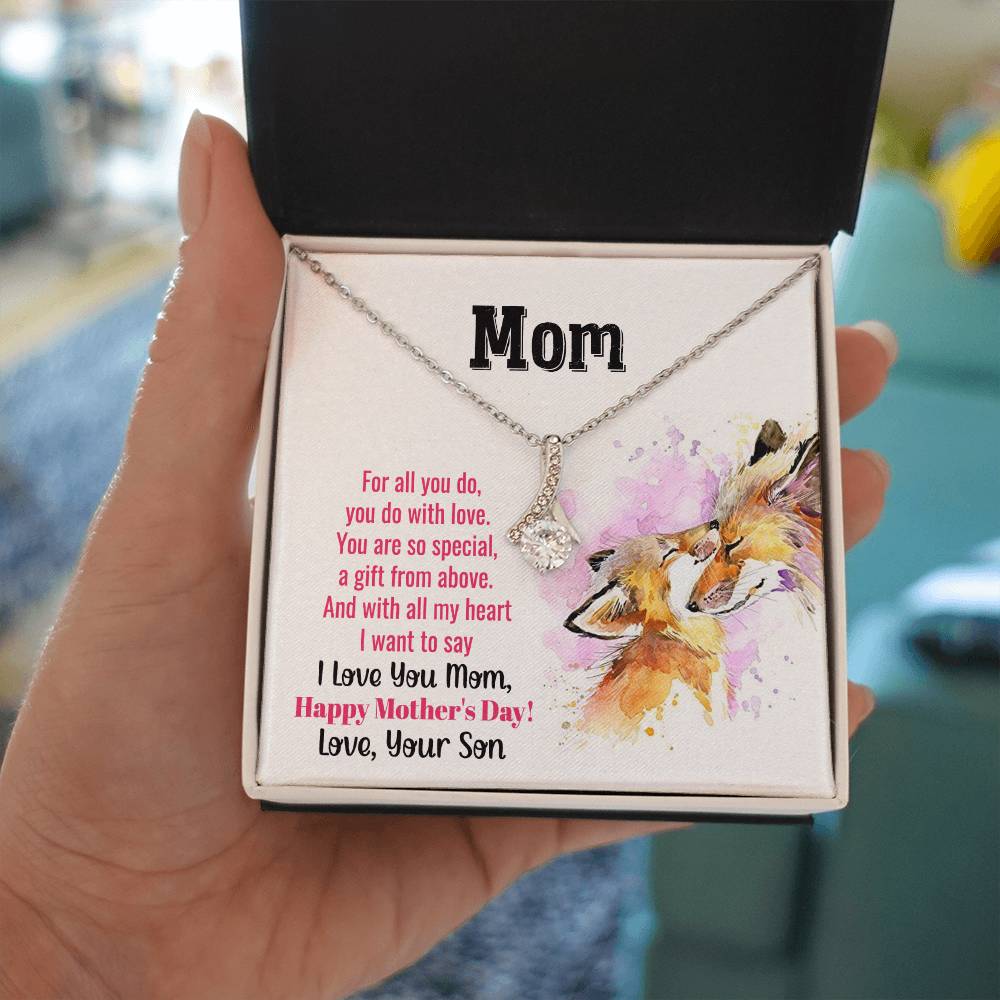 Mom
For all you do,
you do with love.
You are so special,
a gift from above.
And with all my heart
I want to say
I Love You Mom,
Happy Mother's Day!
Love, Your Son